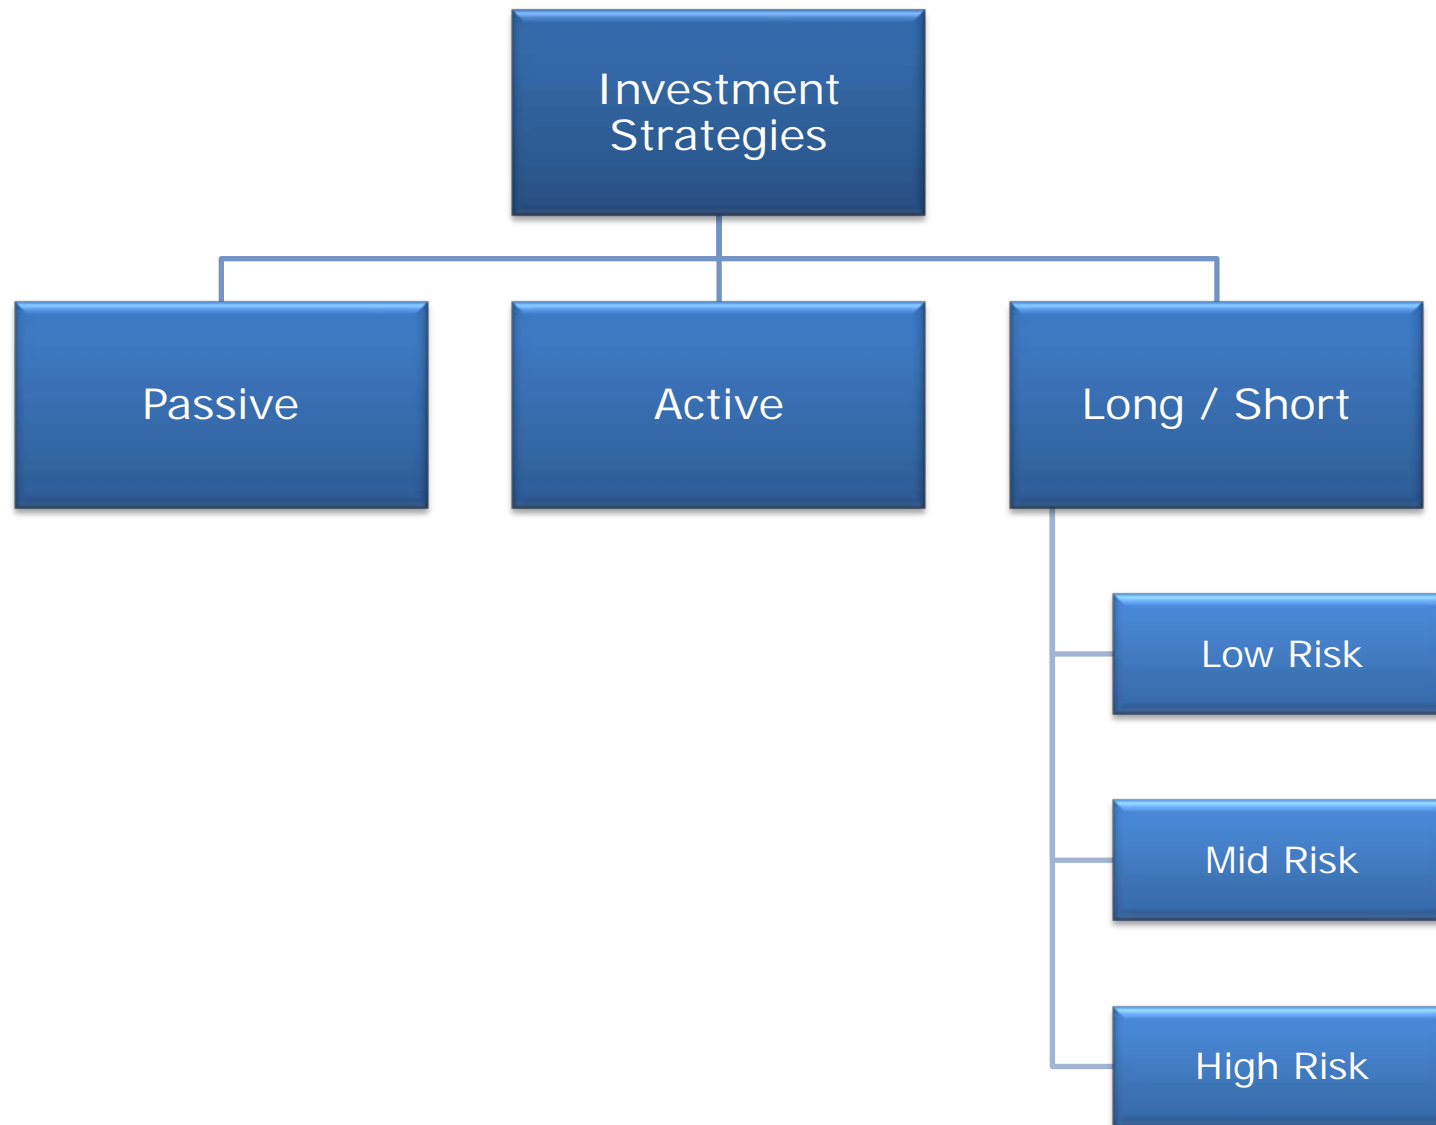 Investment
Strategies
Passive
Active
Long / Short
Low Risk
Mid Risk
High Risk